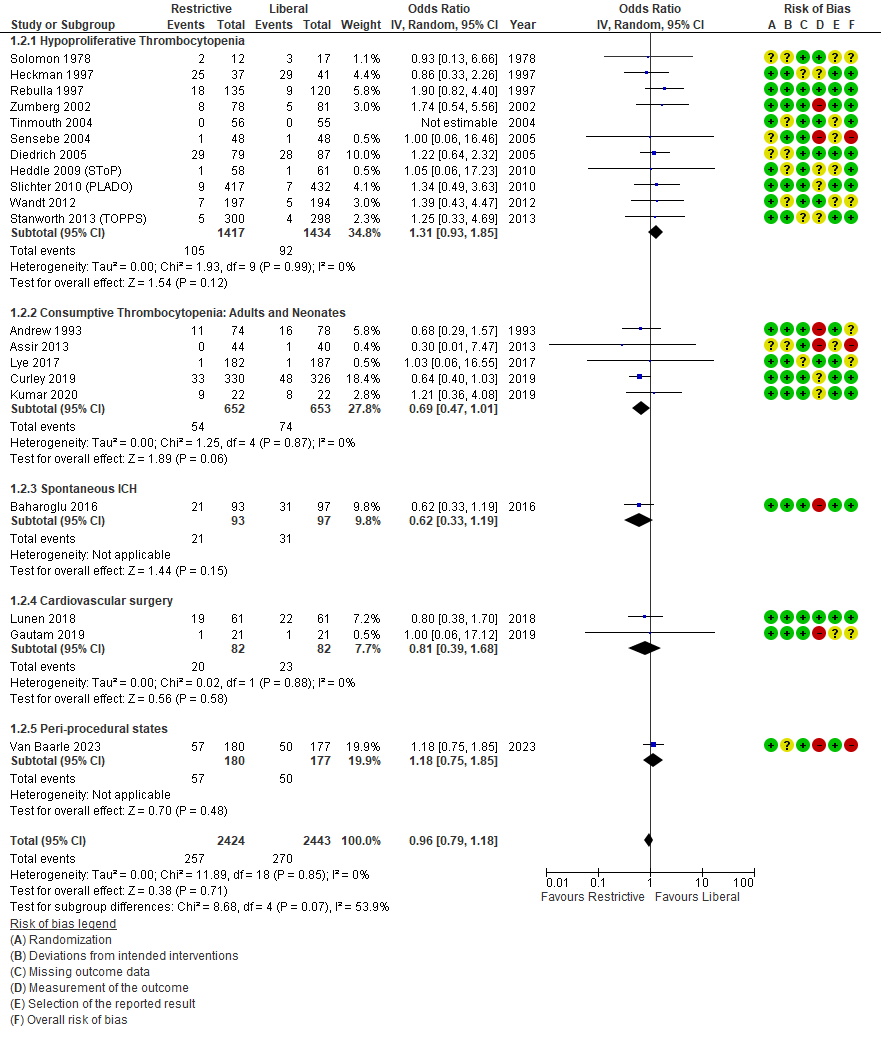 Restrictive Liberal Odds Ratio Odds Ratio Risk of Bias
Study or Subgroup Events Total Events Total Weight IV, Random, 95% CI Year IV, Random, 95% CI A B C D E F
1.2.1 Hypoproliferative Thrombocytopenia
Solomon 1978 2 12 3 17 1.1% 0.93 [0.13, 6.66] 1978 ? ? + + ? ?
Heckman 1997 25 37 29 41 4.4% 0.86 [0.33, 2.26] 1997 + + ? ? + +
Rebulla 1997 18 135 9 120 5.8% 1.90 [0.82, 4.40] 1997 + + + + + +
Zumberg 2002 8 78 5 81 3.0% 1.74 [0.54, 5.56] 2002 + + + − + +
Tinmouth 2004 0 56 0 55 Not estimable 2004 + ? + + ? +
Sensebe 2004 1 48 1 48 0.5% 1.00 [0.06, 16.46] 2005 ? + + − ? −
Diedrich 2005 29 79 28 87 10.0% 1.22 [0.64, 2.32] 2005 ? ? + + + +
Heddle 2009 (SToP) 1 58 1 61 0.5% 1.05 [0.06, 17.23] 2010 + ? + + ? ?
Slichter 2010 (PLADO) 9 417 7 432 4.1% 1.34 [0.49, 3.63] 2010 + + + ? + +
Wandt 2012 7 197 5 194 3.0% 1.39 [0.43, 4.47] 2012 + ? + + ? ?
Stanworth 2013 (TOPPS) 5 300 4 298 2.3% 1.25 [0.33, 4.69] 2013 + + ? ? + +
Subtotal (95% CI) 1417 1434 34.8% 1.31 [0.93, 1.85]
Total events 105 92
Heterogeneity: Tau² = 0.00; Chi² = 1.93, df = 9 (P = 0.99); I² = 0%
Test for overall effect: Z = 1.54 (P = 0.12)
1.2.2 Consumptive Thrombocytopenia: Adults and Neonates
Andrew 1993 11 74 16 78 5.8% 0.68 [0.29, 1.57] 1993 + + + − + ?
Assir 2013 0 44 1 40 0.4% 0.30 [0.01, 7.47] 2013 ? ? + − ? −
Lye 2017 1 182 1 187 0.5% 1.03 [0.06, 16.55] 2017 + + ? + + ?
Curley 2019 33 330 48 326 18.4% 0.64 [0.40, 1.03] 2019 + + + ? + +
Kumar 2020 9 22 8 22 2.8% 1.21 [0.36, 4.08] 2019 + + + ? + +
Subtotal (95% CI) 652 653 27.8% 0.69 [0.47, 1.01]
Total events 54 74
Heterogeneity: Tau² = 0.00; Chi² = 1.25, df = 4 (P = 0.87); I² = 0%
Test for overall effect: Z = 1.89 (P = 0.06)
1.2.3 Spontaneous ICH
Baharoglu 2016 21 93 31 97 9.8% 0.62 [0.33, 1.19] 2016 + + + − + +
Subtotal (95% CI) 93 97 9.8% 0.62 [0.33, 1.19]
Total events 21 31
Heterogeneity: Not applicable
Test for overall effect: Z = 1.44 (P = 0.15)
1.2.4 Cardiovascular surgery
Lunen 2018 19 61 22 61 7.2% 0.80 [0.38, 1.70] 2018 + + + + + +
Gautam 2019 1 21 1 21 0.5% 1.00 [0.06, 17.12] 2019 + + + − ? ?
Subtotal (95% CI) 82 82 7.7% 0.81 [0.39, 1.68]
Total events 20 23
Heterogeneity: Tau² = 0.00; Chi² = 0.02, df = 1 (P = 0.88); I² = 0%
Test for overall effect: Z = 0.56 (P = 0.58)
1.2.5 Peri-procedural states
Van Baarle 2023 57 180 50 177 19.9% 1.18 [0.75, 1.85] 2023 + ? + − + −
Subtotal (95% CI) 180 177 19.9% 1.18 [0.75, 1.85]
Total events 57 50
Heterogeneity: Not applicable
Test for overall effect: Z = 0.70 (P = 0.48)
Total (95% CI) 2424 2443 100.0% 0.96 [0.79, 1.18]
Total events 257 270
Heterogeneity: Tau² = 0.00; Chi² = 11.89, df = 18 (P = 0.85); I² = 0%
Test for overall effect: Z = 0.38 (P = 0.71)
Test for subgroup differences: Chi² = 8.68, df = 4 (P = 0.07), I² = 53.9%
0.01 0.1 1 10 100
Favours Restrictive Favours Liberal
Risk of bias legend
(A) Randomization
(B) Deviations from intended interventions
(C) Missing outcome data
(D) Measurement of the outcome
(E) Selection of the reported result
(F) Overall risk of bias